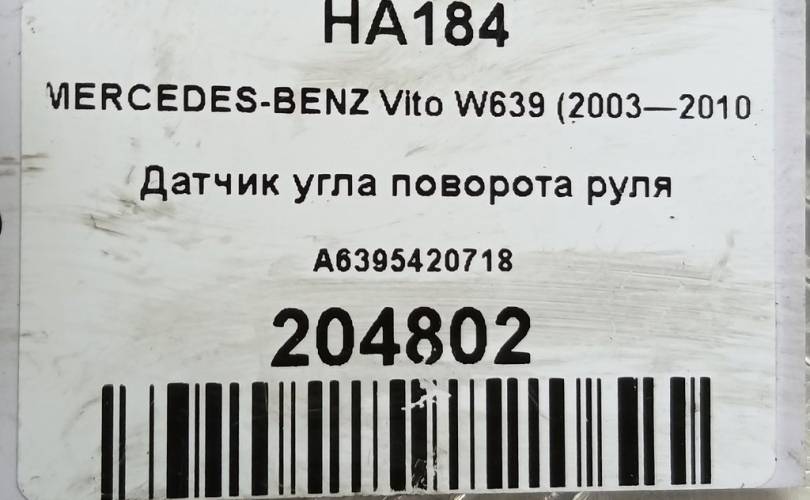 HA184
MERCEDES-BENZ Vito W639 (2003—2010
Датчик угла поворота руля
A6395420718
204802